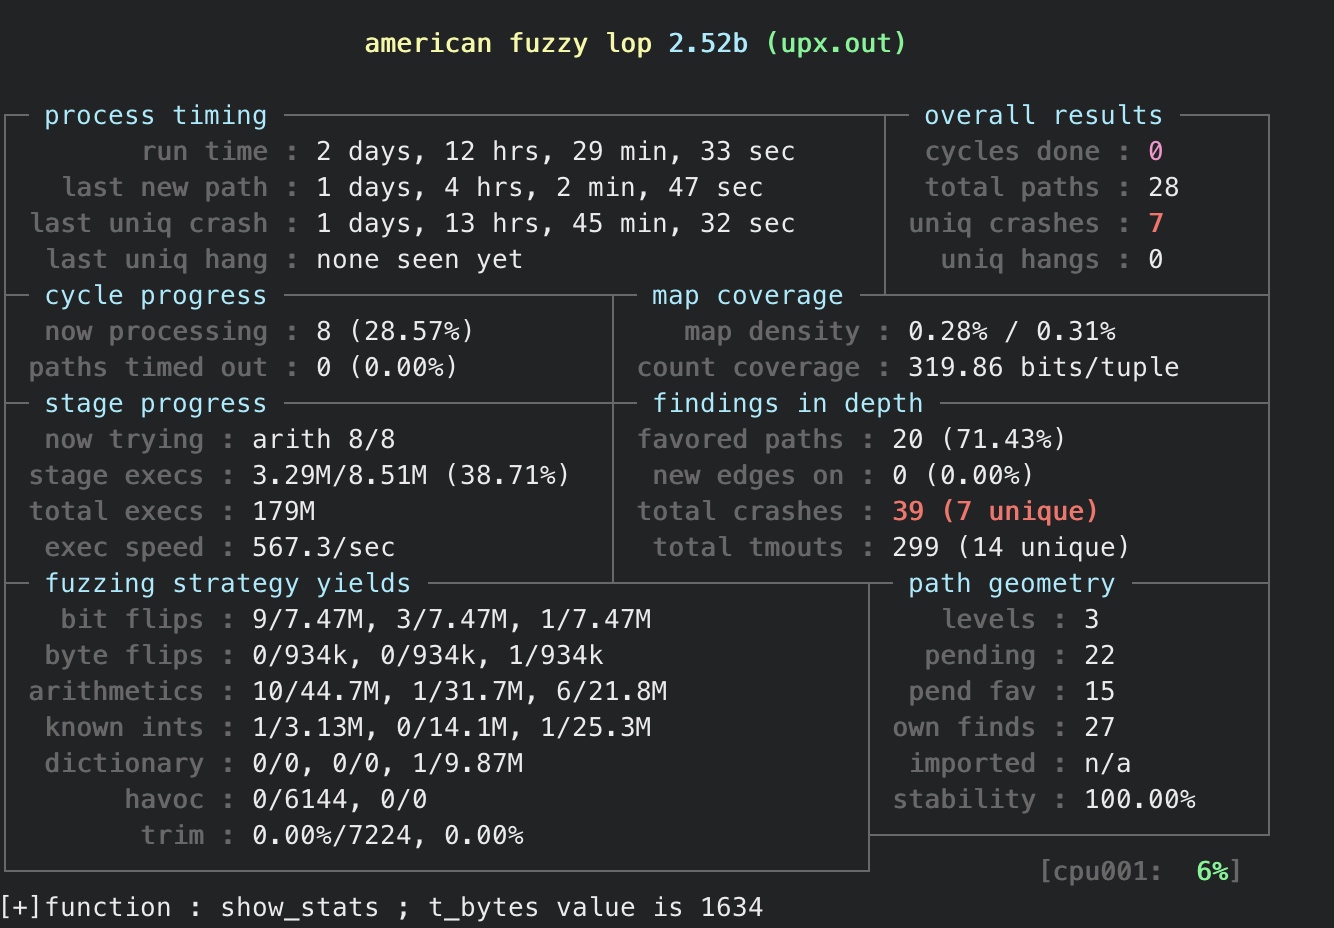 american fuzzy lop 2.52b (upx.out)
process timing
overall results
run time : 2 days, 12 hrs, 29 min, 33 sec
cycles done : 0
last new path : 1 days, 4 hrs, 2 min, 47 sec
total paths : 28
last uniq crash : 1 days, 13 hrs, 45 min, 32 sec
uniq crashes : 7
last uniq hang : none seen yet
uniq hangs : 0
cycle progress
map coverage
now processing : 8 (28.57%)
map density : 0.28% / 0.31%
paths timed out : 0 (0.00%)
count coverage : 319.86 bits/tuple
stage progress
findings in depth
now trying : arith 8/8
favored paths : 20 (71.43%)
stage execs : 3.29M/8.51M (38.71%)
new edges on : 0 (0.00%)
total execs : 179M
total crashes : 39 (7 unique)
exec speed : 567.3/sec
total tmouts : 299 (14 unique)
fuzzing strategy yields
path geometry
bit flips : 9/7.47M, 3/7.47M, 1/7.47M
levels : 3
byte flips : 0/934k, 0/934k, 1/934k
pending : 22
arithmetics : 10/44.7M, 1/31.7M, 6/21.8M
pend fav : 15
known ints : 1/3.13M, 0/14.1M, 1/25.3M
own finds : 27
dictionary : 0/0, 0/0, 1/9.87M
imported : n/a
havoc : 0/6144, 0/0
stability : 100.00%
trim : 0.00%/7224, 0.00%
[cpu001: 6%]
[+]function : show_stats ; t_bytes value is 1634